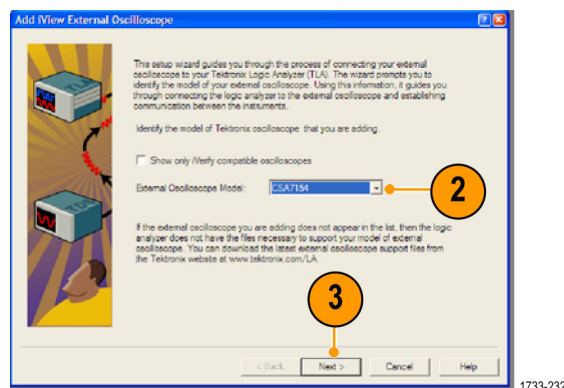 Add iView External Oscilloscope
This setup wizard guides you through the process of connecting your external
oscilloscope to your Tektronix Logic Analyzer (TLA). The wizard prompts you to
identify the model of your external oscilloscope. Using this information, it guides you
through connecting the logic analyzer to the external oscilloscope and establishing
communication between the instruments.
Identify the model of Tektronix oscilloscope that you are adding.
Show only iVerify compatible oscilloscopes
External Oscilloscope Model: CSA7154
2
If the external oscilloscope you are adding does not appear in the list, then the logic
analyzer does not have the files necessary to support your model of external
oscilloscope. You can download the latest external oscilloscope support files from
the Tektronix website at www.tektronix.com/LA.
3
< Back Next > Cancel Help
1733-232